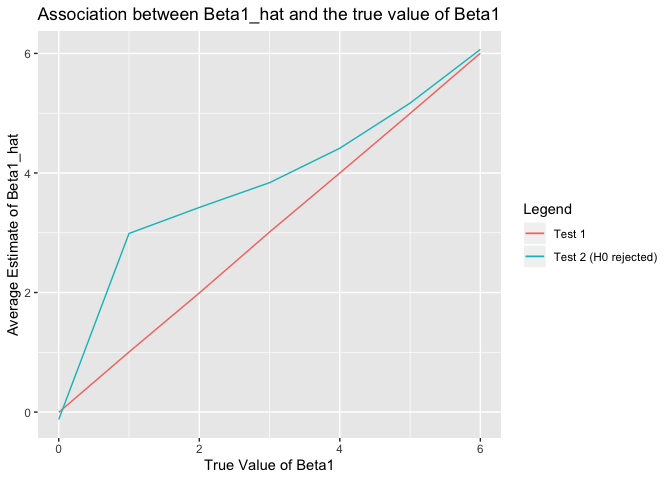 Association between Beta1_hat and the true value of Beta1
Average Estimate of Beta1_hat
6
4
2
0
0
2
4
6
True Value of Beta1
Legend
Test 1
Test 2 (H0 rejected)